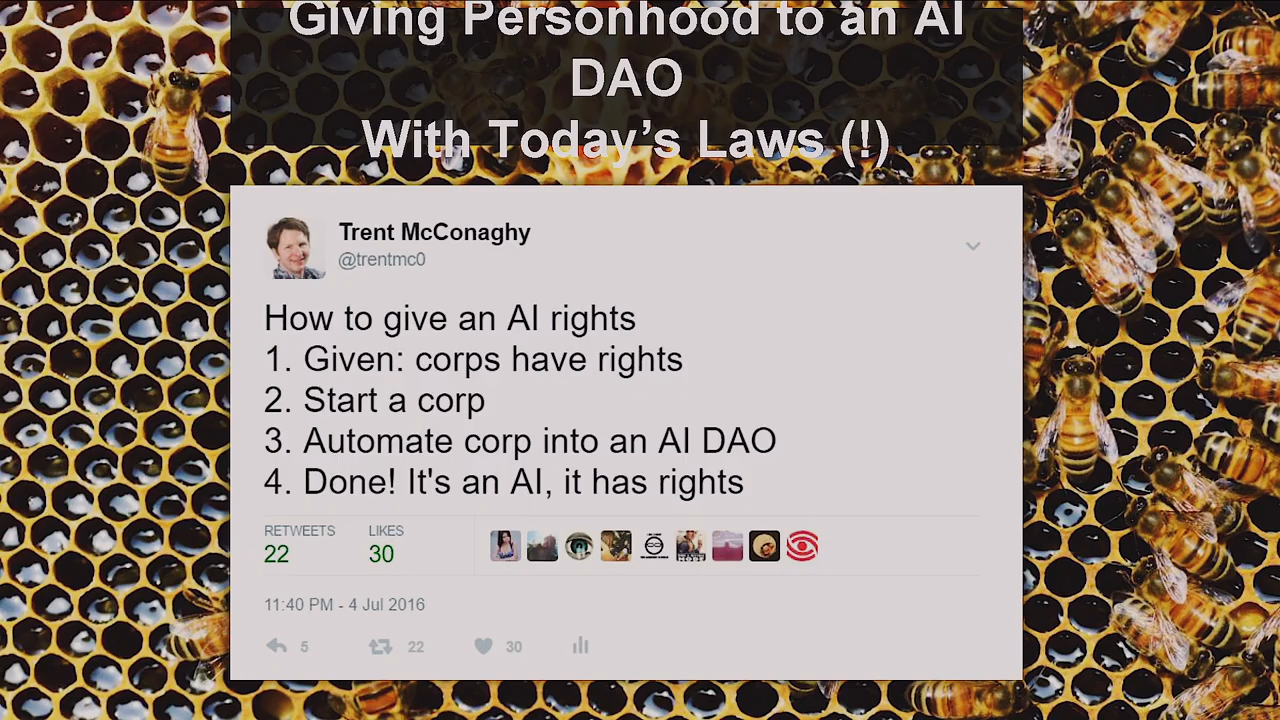 Giving Personhood to an AI
DAO
With Today's Laws (!)
Trent McConaghy
@trentmc0
How to give an AI rights
1. Given: corps have rights
2. Start a corp
3. Automate corp into an AI DAO
4. Done! It's an AI, it has rights
RETWEETS LIKES
22 30
11:40 PM - 4 Jul 2016
5 22 30